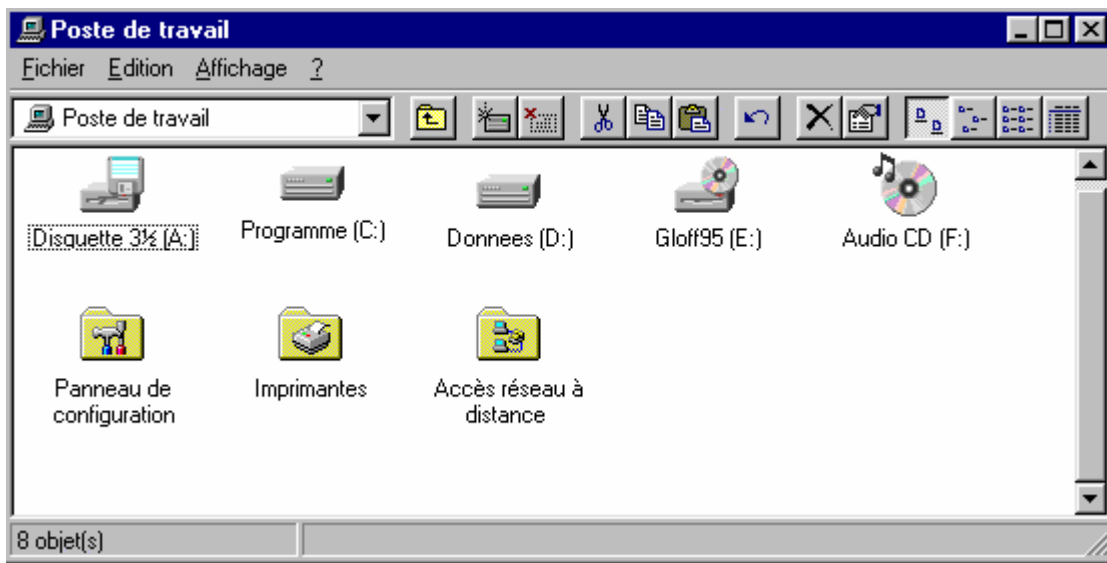 Poste de travail
Fichier Edition Affichage ?
Poste de travail
Disquette 3½ (A:) Programme (C:) Donnees (D:) Gloff95 (E:) Audio CD (F:)
Panneau de configuration
Imprimantes
Accès réseau à distance
8 objet(s)